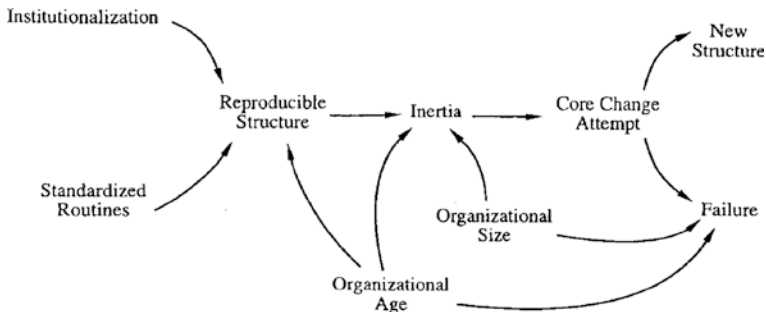 Institutionalization
New
Structure
Reproducible
Structure
Inertia
Core Change
Attempt
Standardized
Routines
Organizational
Size
Failure
Organizational
Age